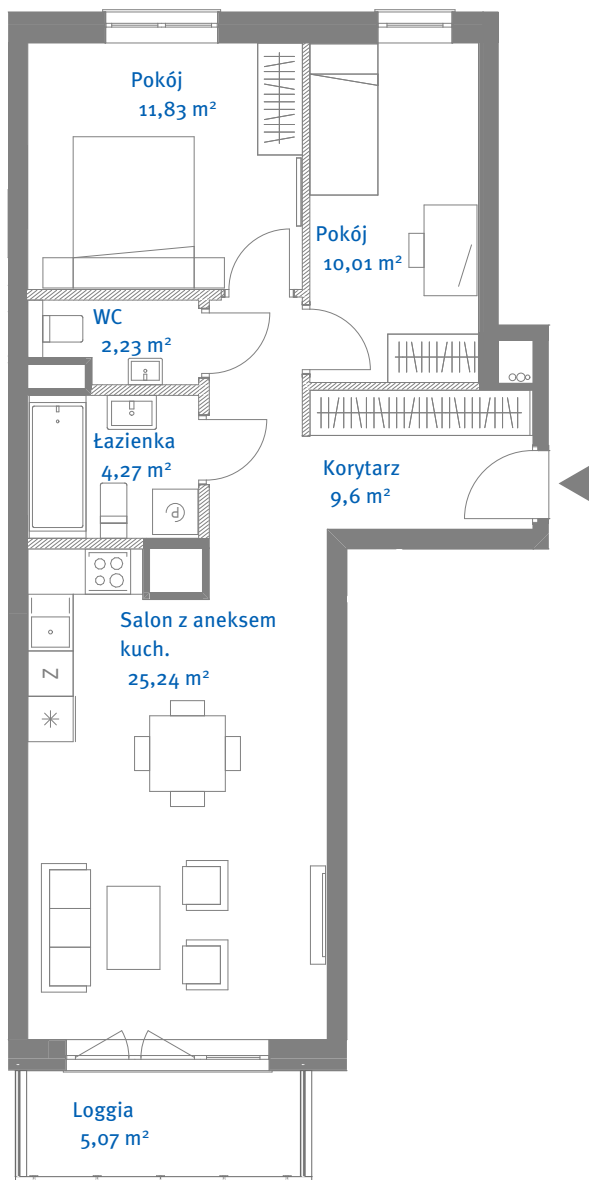 Pokój
11,83 m²
Pokój
10,01 m²
WC
2,23 m²
Łazienka
4,27 m²
P
Korytarz
9,6 m²
Salon z aneksem
kuch.
25,24 m²
Z
Loggia
5,07 m²